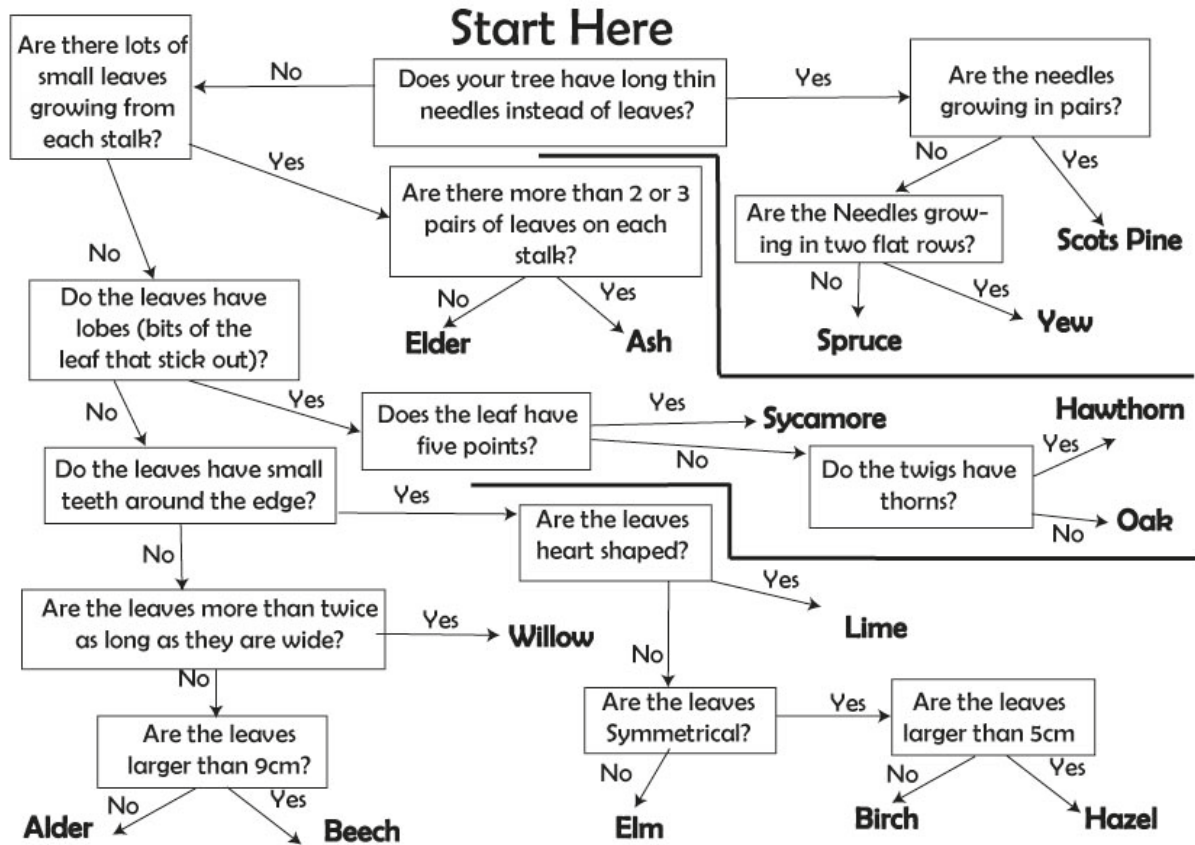 Start Here
Does your tree have long thin
needles instead of leaves?
No
Yes
Are there lots of
small leaves
growing from
each stalk?
Are the needles
growing in pairs?
No
Yes
Scots Pine
Are the Needles grow-
ing in two flat rows?
No
Yes
Spruce
Yew
Yes
Are there more than 2 or 3
pairs of leaves on each
stalk?
No
Yes
Elder
Ash
No
Do the leaves have
lobes (bits of the
leaf that stick out)?
Yes
Does the leaf have
five points?
Yes
Sycamore
No
Do the twigs have
thorns?
Yes
Hawthorn
No
Oak
No
Do the leaves have small
teeth around the edge?
Yes
Are the leaves
heart shaped?
Yes
Lime
No
Are the leaves
Symmetrical?
Yes
Are the leaves
larger than 5cm
No
Yes
Birch
Hazel
No
Elm
No
Are the leaves more than twice
as long as they are wide?
Yes
Willow
No
Are the leaves
larger than 9cm?
No
Yes
Alder
Beech